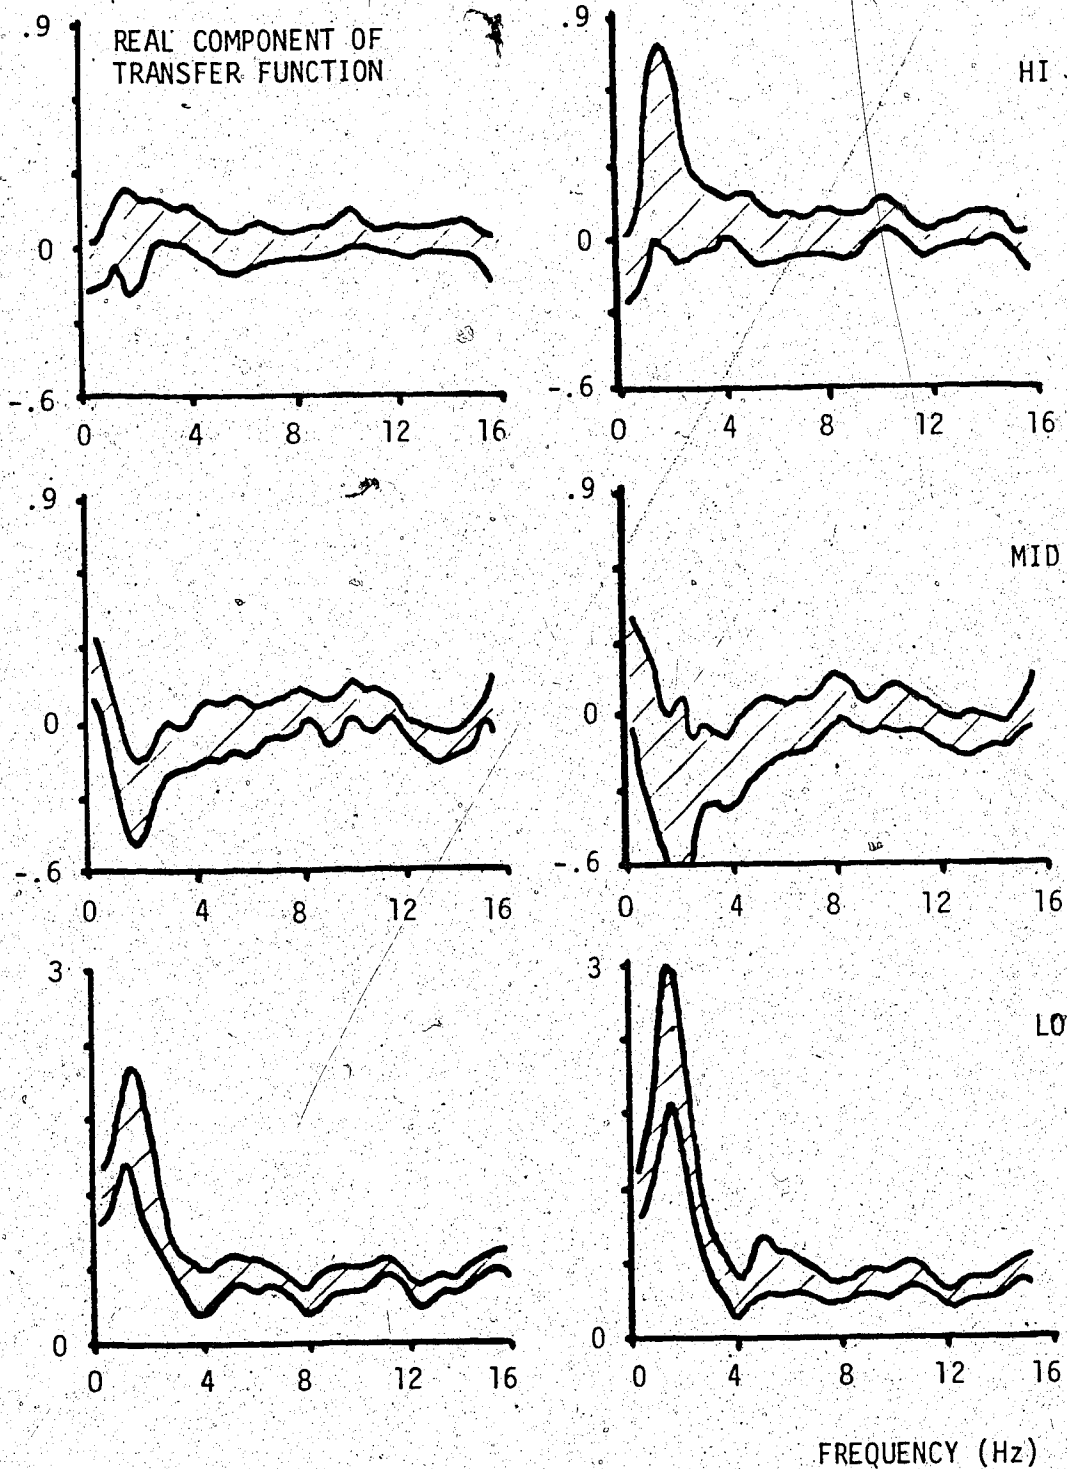 .9
REAL COMPONENT OF
TRANSFER FUNCTION
0
-.6
0 4 8 12 16
.9
HI
0
-.6
0 4 8 12 16
.9
0
-.6
0 4 8 12 16
.9
MID
0
-.6
0 4 8 12 16
3
0
0 4 8 12 16
3
LO
0
0 4 8 12 16
FREQUENCY (Hz)